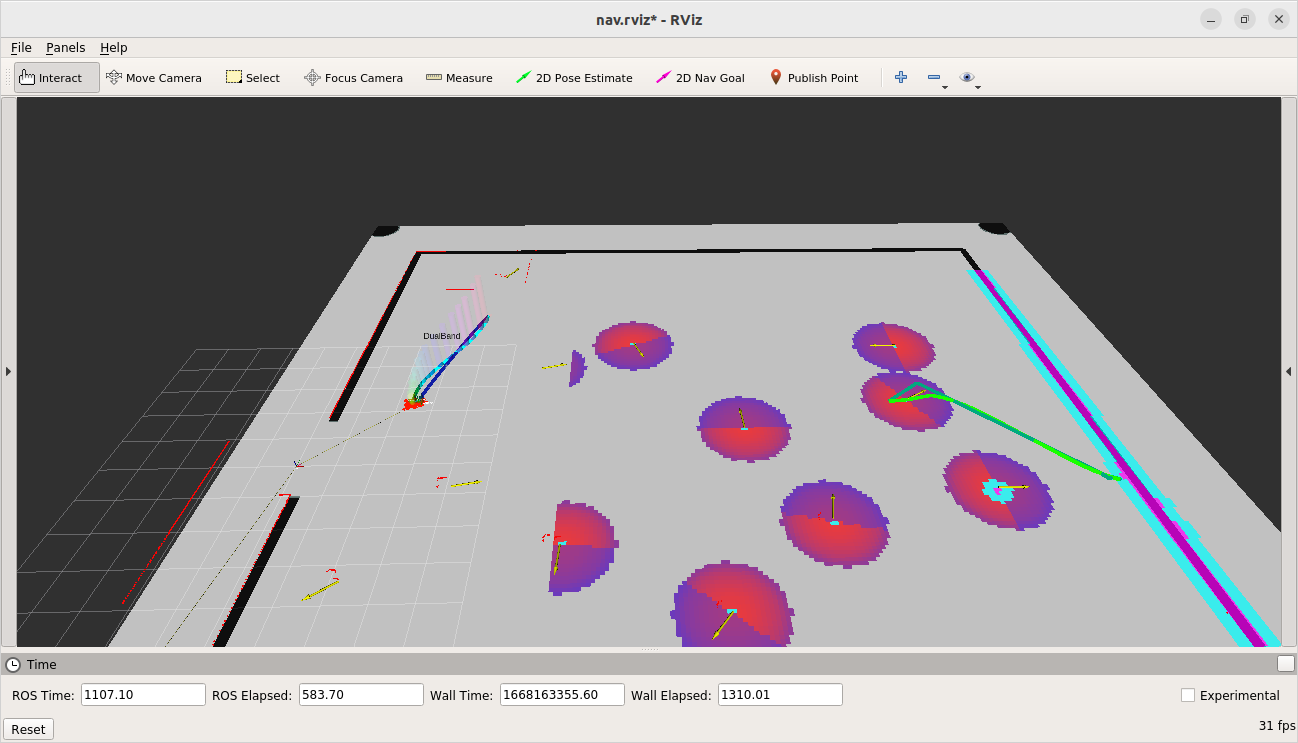 nav.rviz* - RViz
File Panels Help
Interact Move Camera Select Focus Camera Measure 2D Pose Estimate 2D Nav Goal Publish Point
DualBand
Time
ROS Time: 1107.10 ROS Elapsed: 583.70 Wall Time: 1668163355.60 Wall Elapsed: 1310.01 Experimental
Reset 31 fps